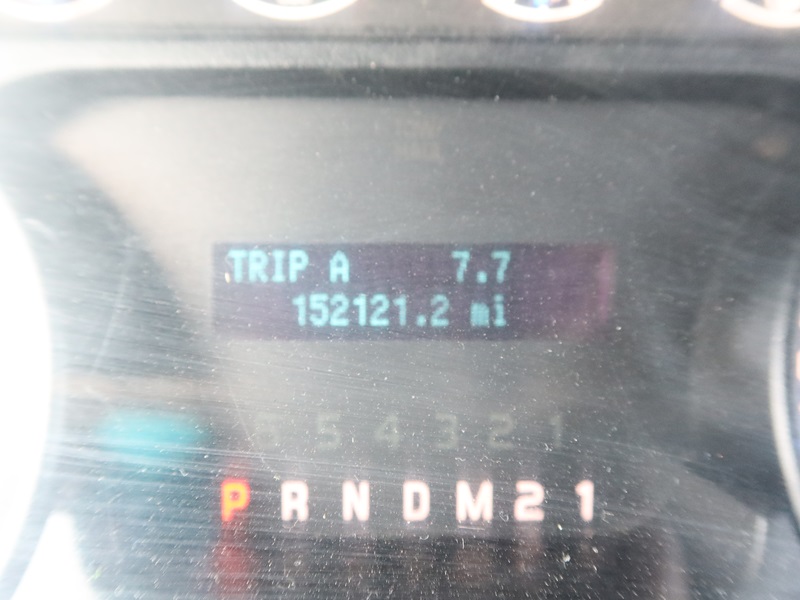 TRIP A 7.7
152121.2 mi
5 4 3 2 1
P R N D M 2 1